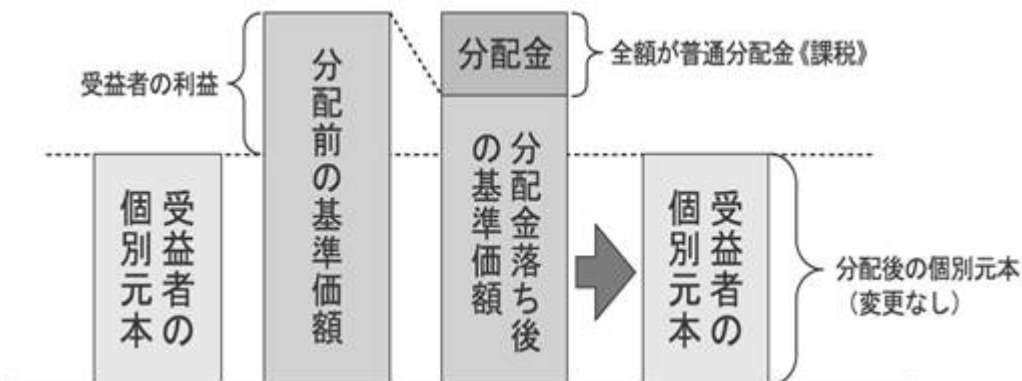 受益者の利益
受益者の
個別元本
分配前の基準価額
分配金
全額が普通分配金《課税》
分配金落ち後
の基準価額
受益者の
個別元本
分配後の個別元本
（変更なし）